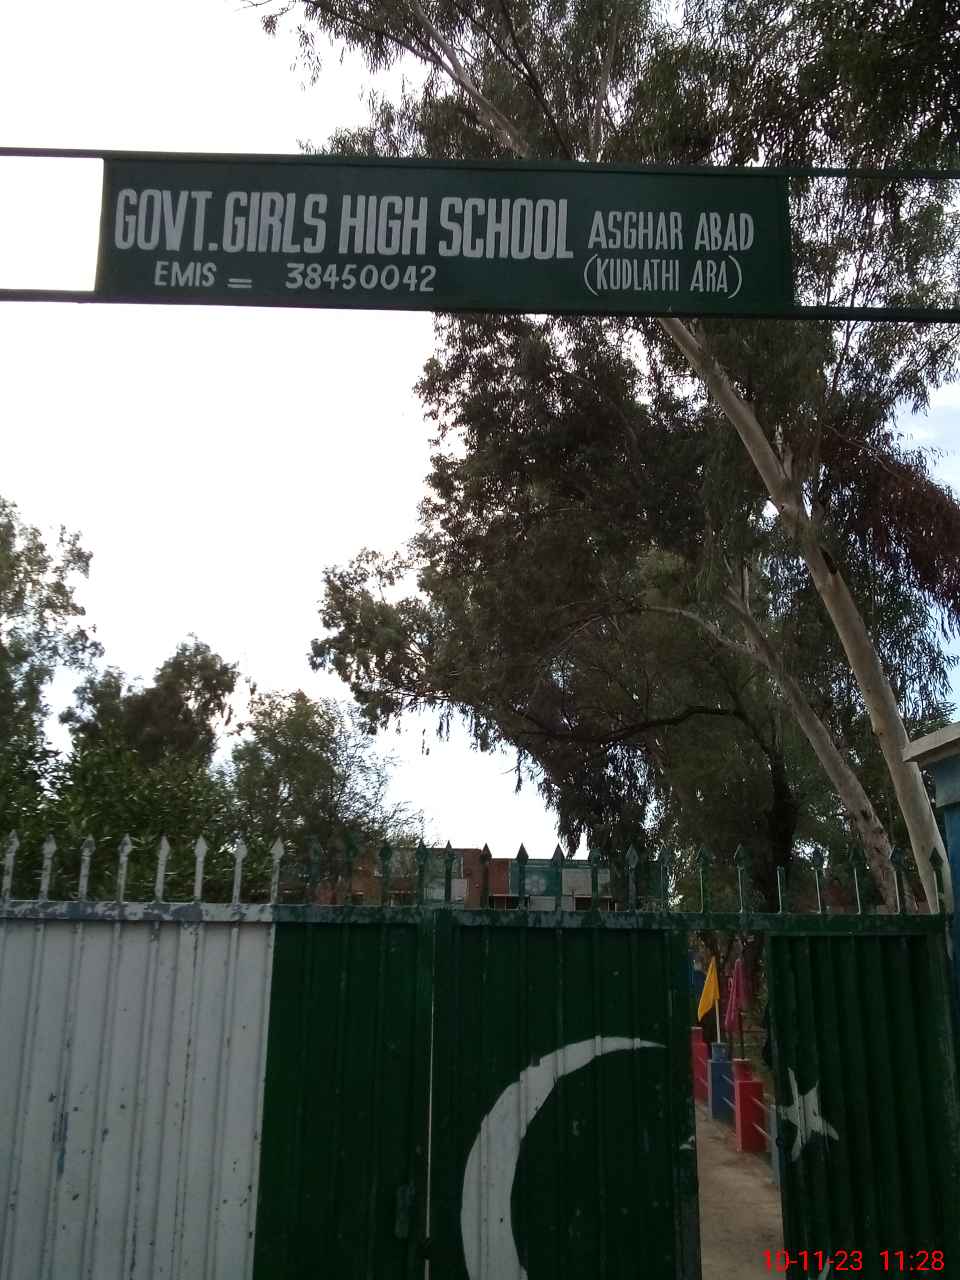 GOVT. GIRLS HIGH SCHOOL ASGHAR ABAD
EMIS = 38450042 (KUDLATHI ARA)
10-11-23 11:28